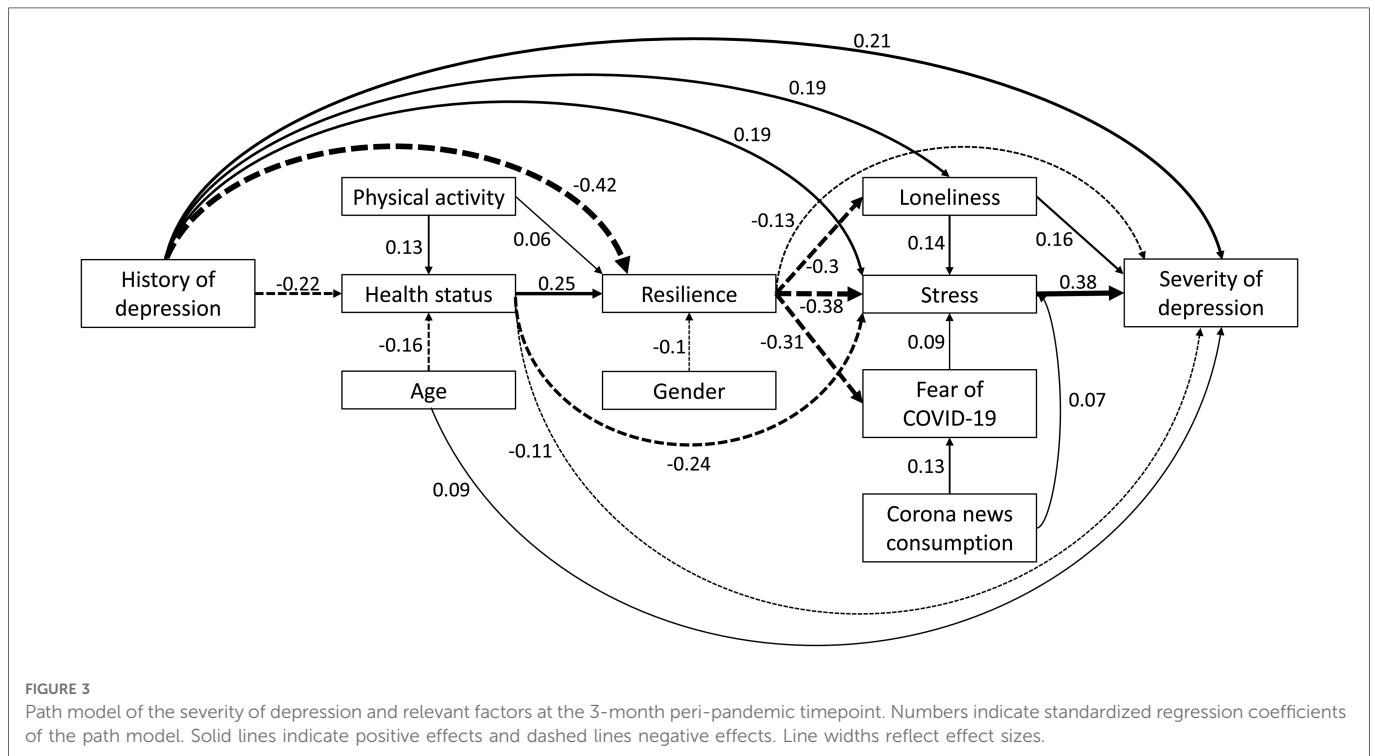 0.21
0.19
0.19
-0.42
Physical activity
Loneliness
-0.13
0.13
0.06
0.14
0.16
-0.3
History of
depression
-0.22
Health status
0.25
Resilience
-0.38
Stress
0.38
Severity of
depression
-0.16
-0.1
-0.31
0.09
Age
Gender
Fear of
COVID-19
0.07
-0.11
-0.24
0.09
0.13
Corona news
consumption
FIGURE 3
Path model of the severity of depression and relevant factors at the 3-month peri-pandemic timepoint. Numbers indicate standardized regression coefficients
of the path model. Solid lines indicate positive effects and dashed lines negative effects. Line widths reflect effect sizes.